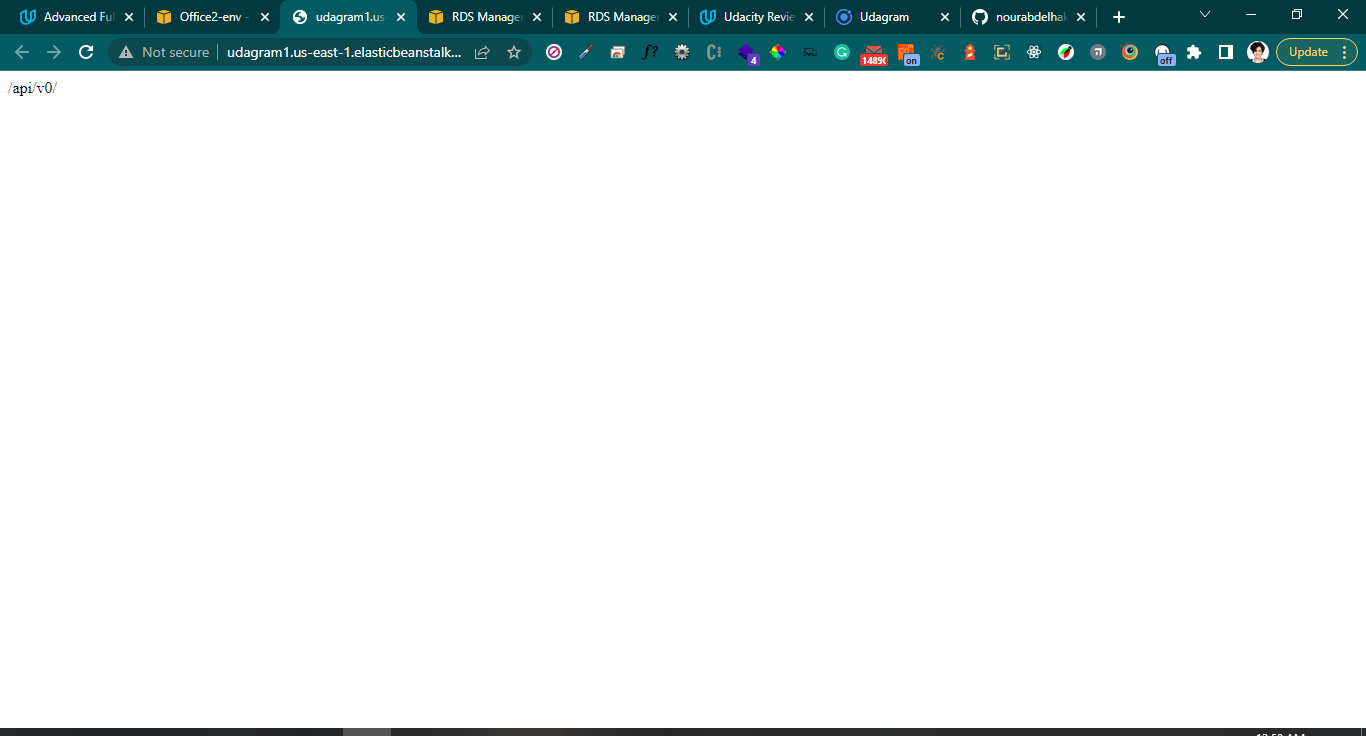 Advanced Ful
Office2-env -
udagram1.us-
RDS Manager
RDS Manager
Udacity Revie
Udagram
nourabdelhak
Not secure
udagram1.us-east-1.elasticbeanstalk...
f?
C
4
G
1489
on
C
off
Update
/api/v0/